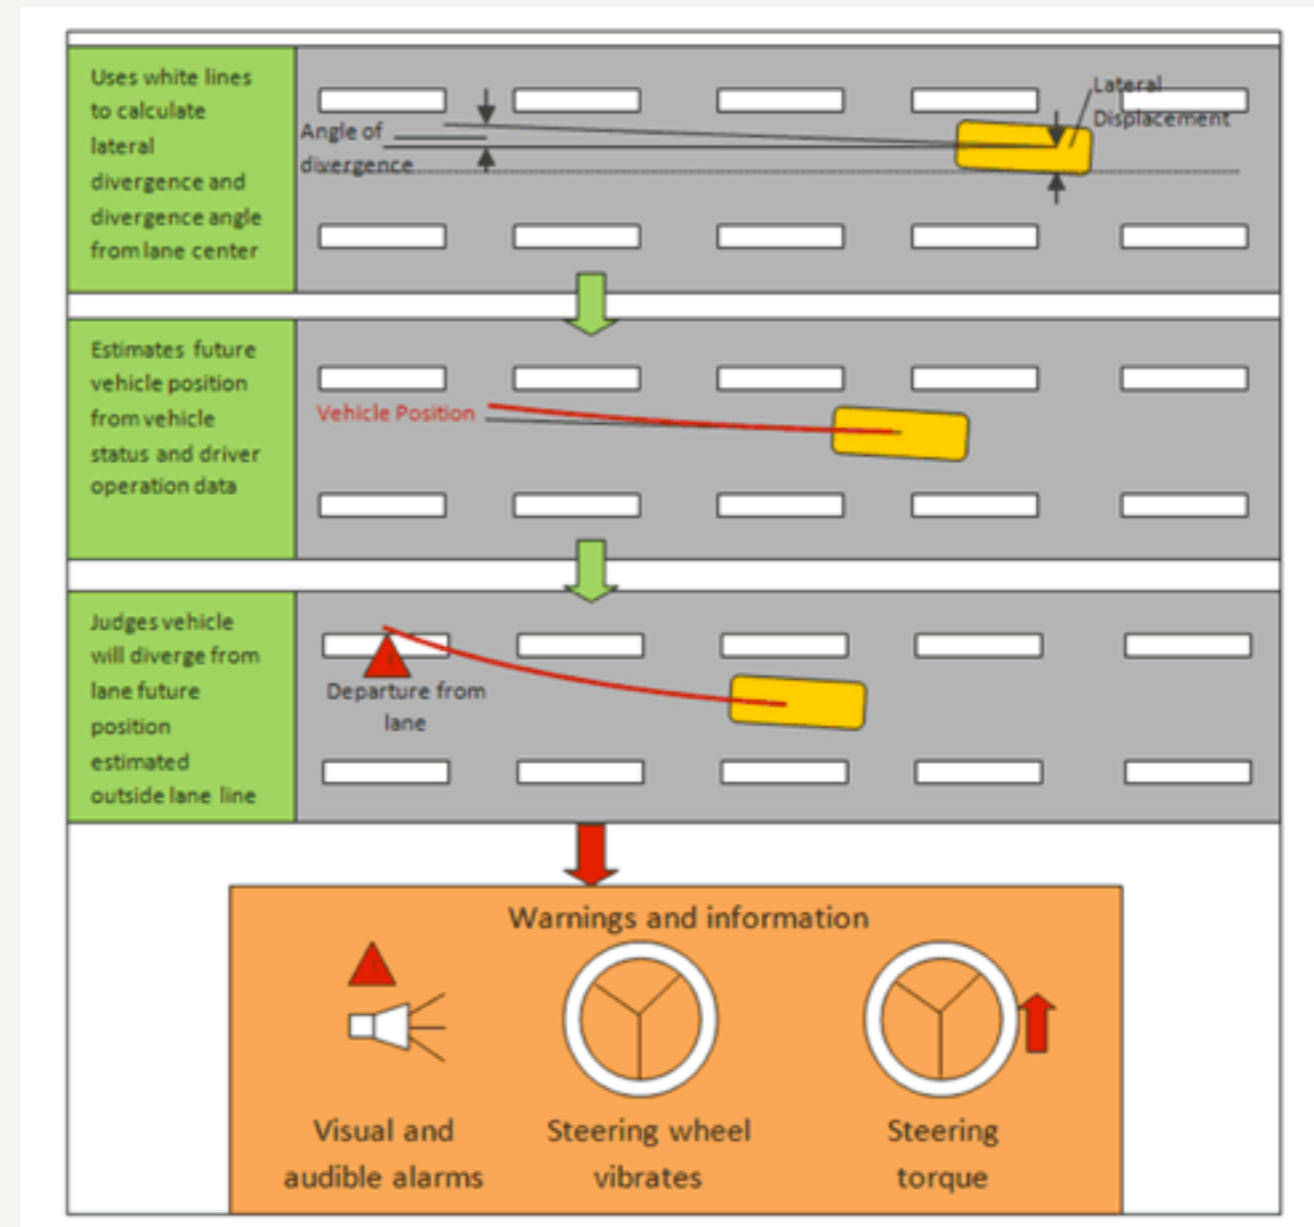 Uses white lines
to calculate
lateral
divergence and
divergence angle
from lane center
Angle of
divergence
Lateral
Displacement
Estimates future
vehicle position
from vehicle
status and driver
operation data
Vehicle Position
Judges vehicle
will diverge from
lane future
position
estimated
outside lane line
Departure from
lane
Warnings and information
Visual and
audible alarms
Steering wheel
vibrates
Steering
torque